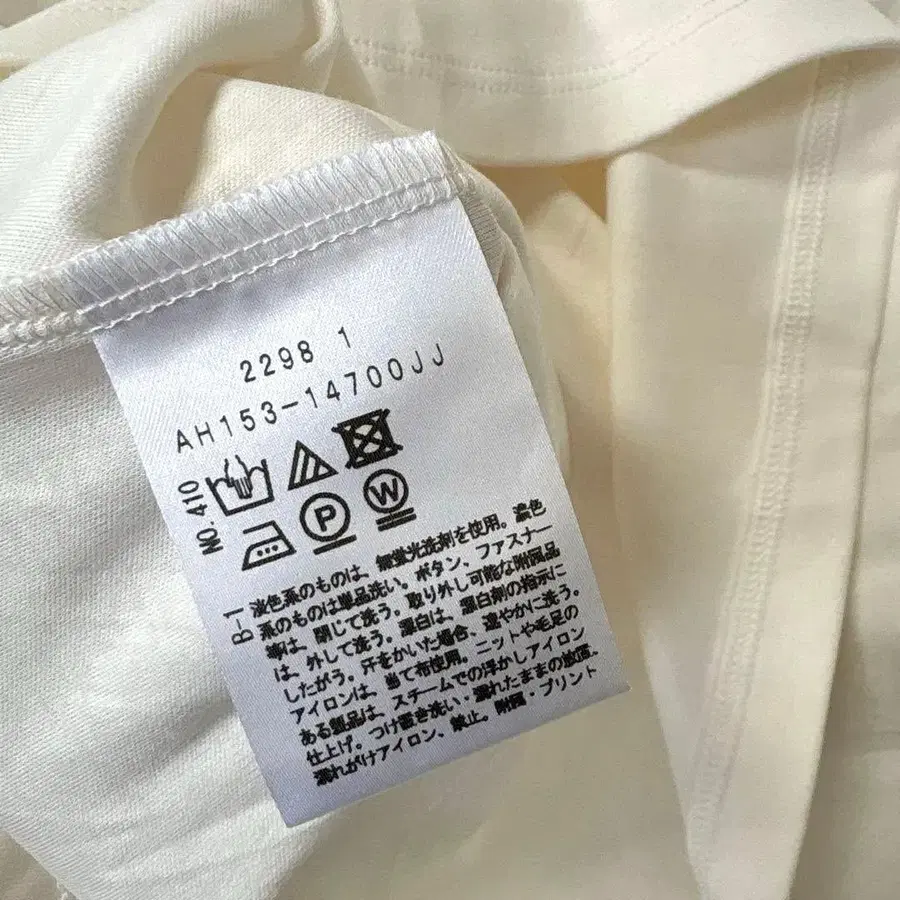 2298 1
AH153-14700JJ
NO. 410
P
W
B-1 淡色系のものは、無蛍光洗剤を使用。濃色
系のものは単品洗い。ボタン、ファスナー
等は、閉じて洗う。取り外し可能な附属品
は、外して洗う。漂白は、漂白剤の指示に
したがう。汗をかいた場合、速やかに洗う。
アイロンは、当て布使用。ニットや毛足の
ある製品は、スチームでの浮かしアイロン
仕上げ。つけ置き洗い・濡れたままの放置。
濡れがけアイロン、禁止。附属・プリント